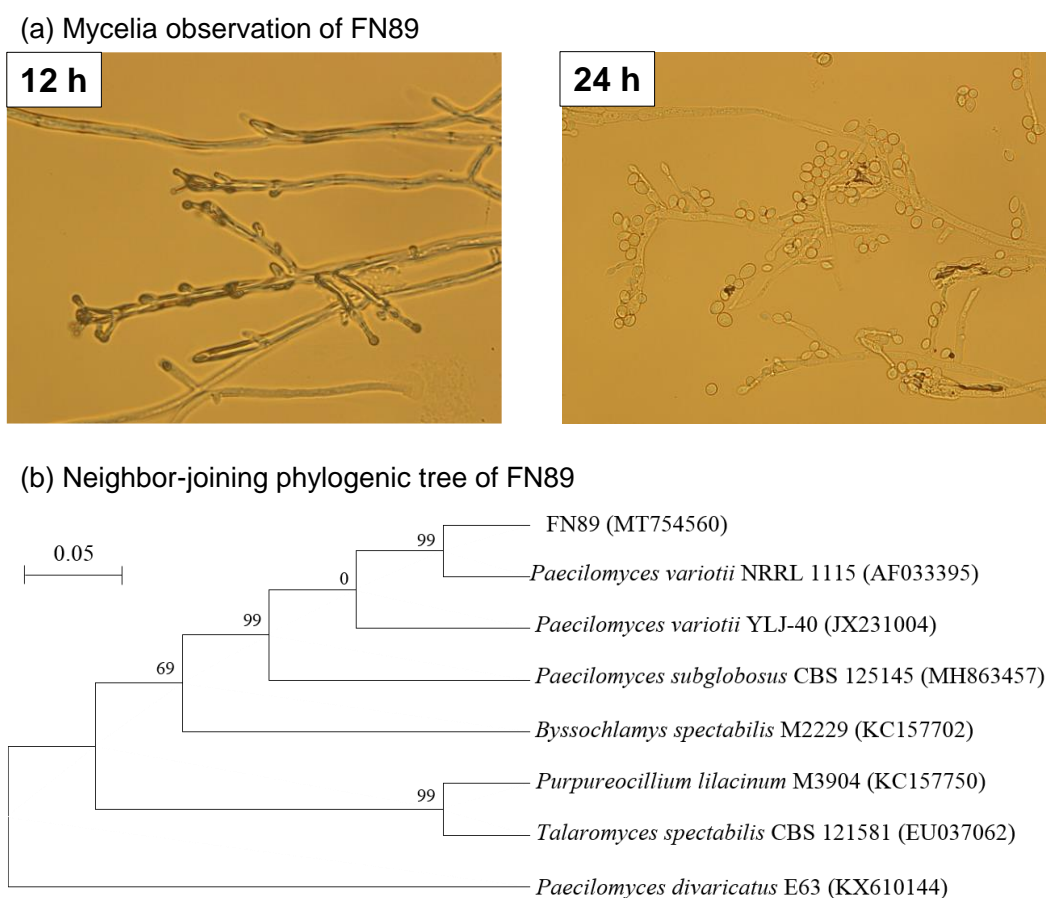 (a) Mycelia observation of FN89
12 h
24 h
(b) Neighbor-joining phylogenic tree of FN89
0.05
99
FN89 (MT754560)
Paecilomyces variotii NRRL 1115 (AF033395)
0
Paecilomyces variotii YLJ-40 (JX231004)
99
Paecilomyces subglobosus CBS 125145 (MH863457)
69
Byssochlamys spectabilis M2229 (KC157702)
99
Purpureocillium lilacinum M3904 (KC157750)
Talaromyces spectabilis CBS 121581 (EU037062)
Paecilomyces divaricatus E63 (KX610144)